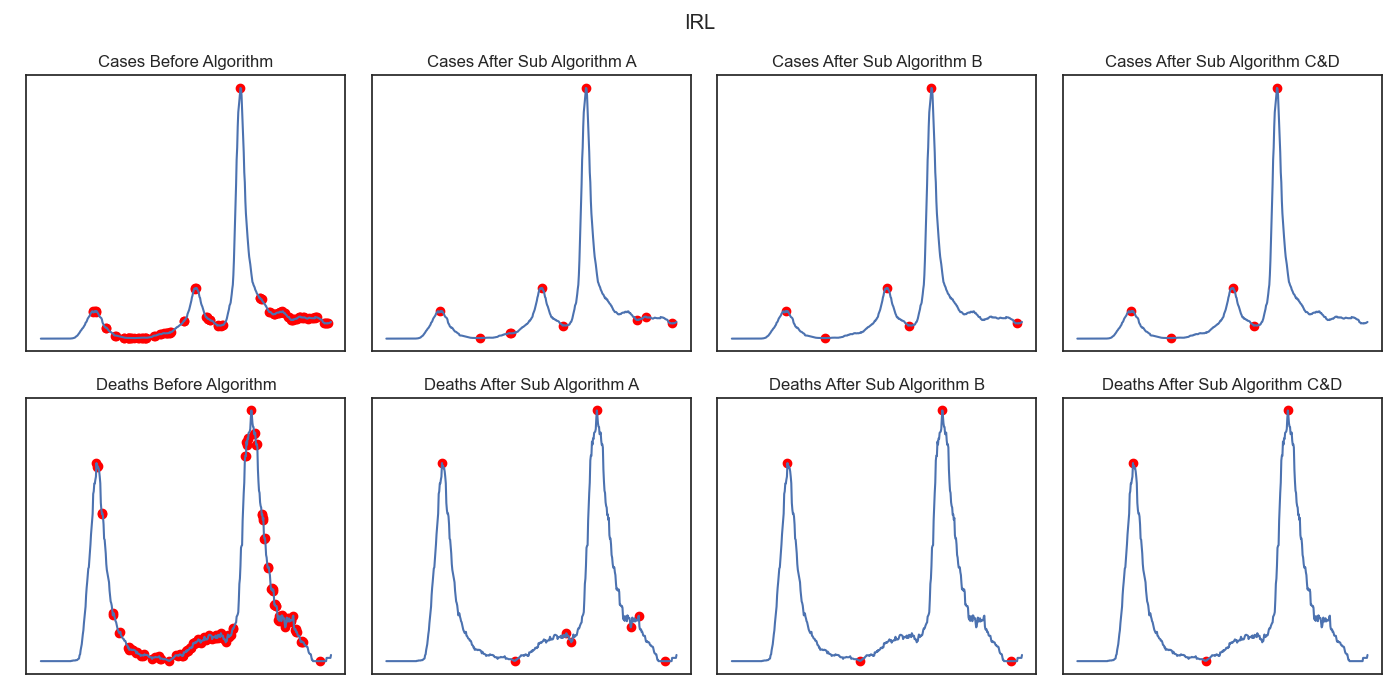 IRL
Cases Before Algorithm
Cases After Sub Algorithm A
Cases After Sub Algorithm B
Cases After Sub Algorithm C&D
Deaths Before Algorithm
Deaths After Sub Algorithm A
Deaths After Sub Algorithm B
Deaths After Sub Algorithm C&D